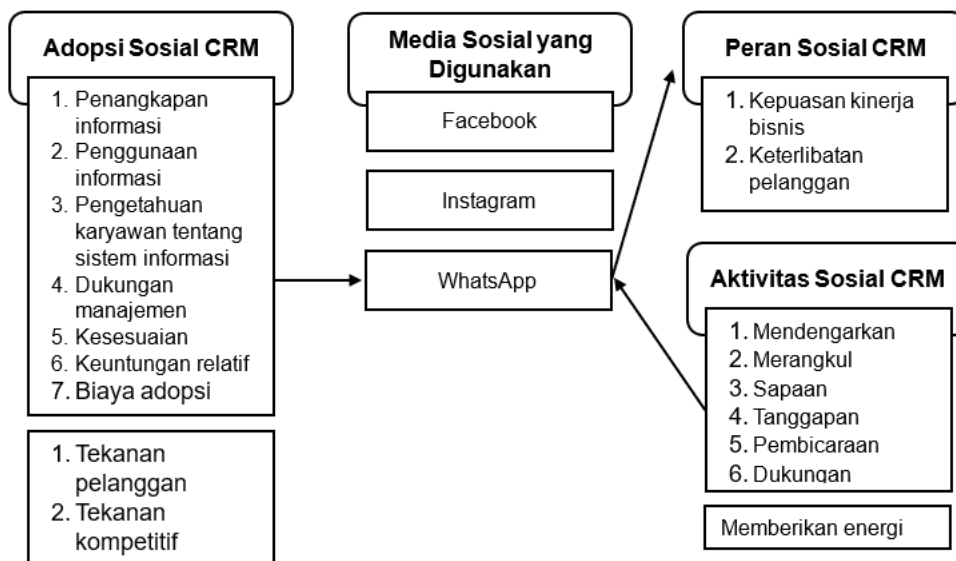 Adopsi Sosial CRM
1. Penangkapan
informasi
2. Penggunaan
informasi
3. Pengetahuan
karyawan tentang
sistem informasi
4. Dukungan
manajemen
5. Kesesuaian
6. Keuntungan relatif
7. Biaya adopsi
1. Tekanan
pelanggan
2. Tekanan
kompetitif
Media Sosial yang
Digunakan
Facebook
Instagram
WhatsApp
Peran Sosial CRM
1. Kepuasan kinerja
bisnis
2. Keterlibatan
pelanggan
Aktivitas Sosial CRM
1. Mendengarkan
2. Merangkul
3. Sapaan
4. Tanggapan
5. Pembicaraan
6. Dukungan
Memberikan energi